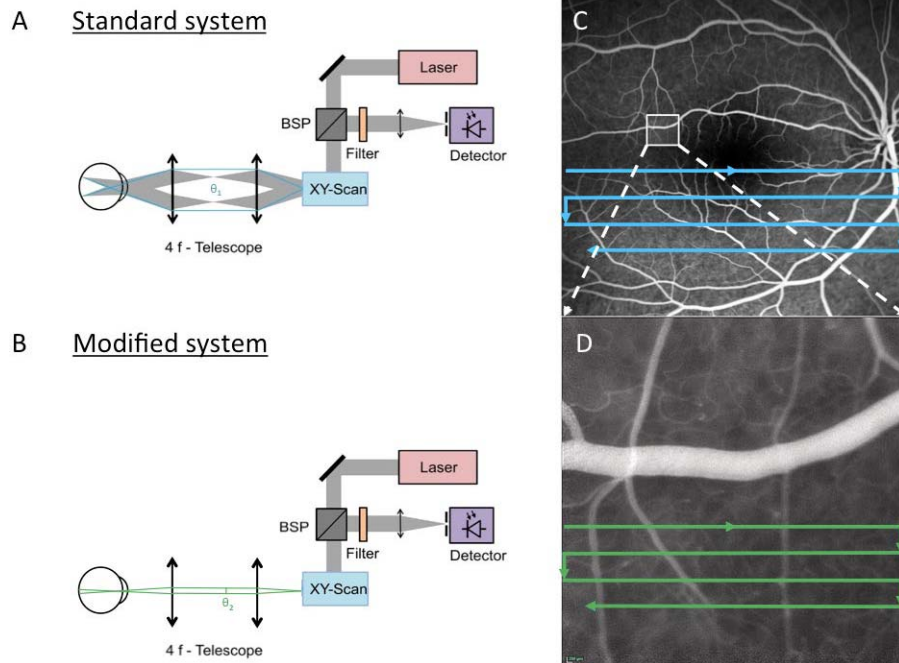 A Standard system
Laser
BSP
Filter
Detector
θ1
XY-Scan
4 f - Telescope
B Modified system
Laser
BSP
Filter
Detector
θ2
XY-Scan
4 f - Telescope
C
D